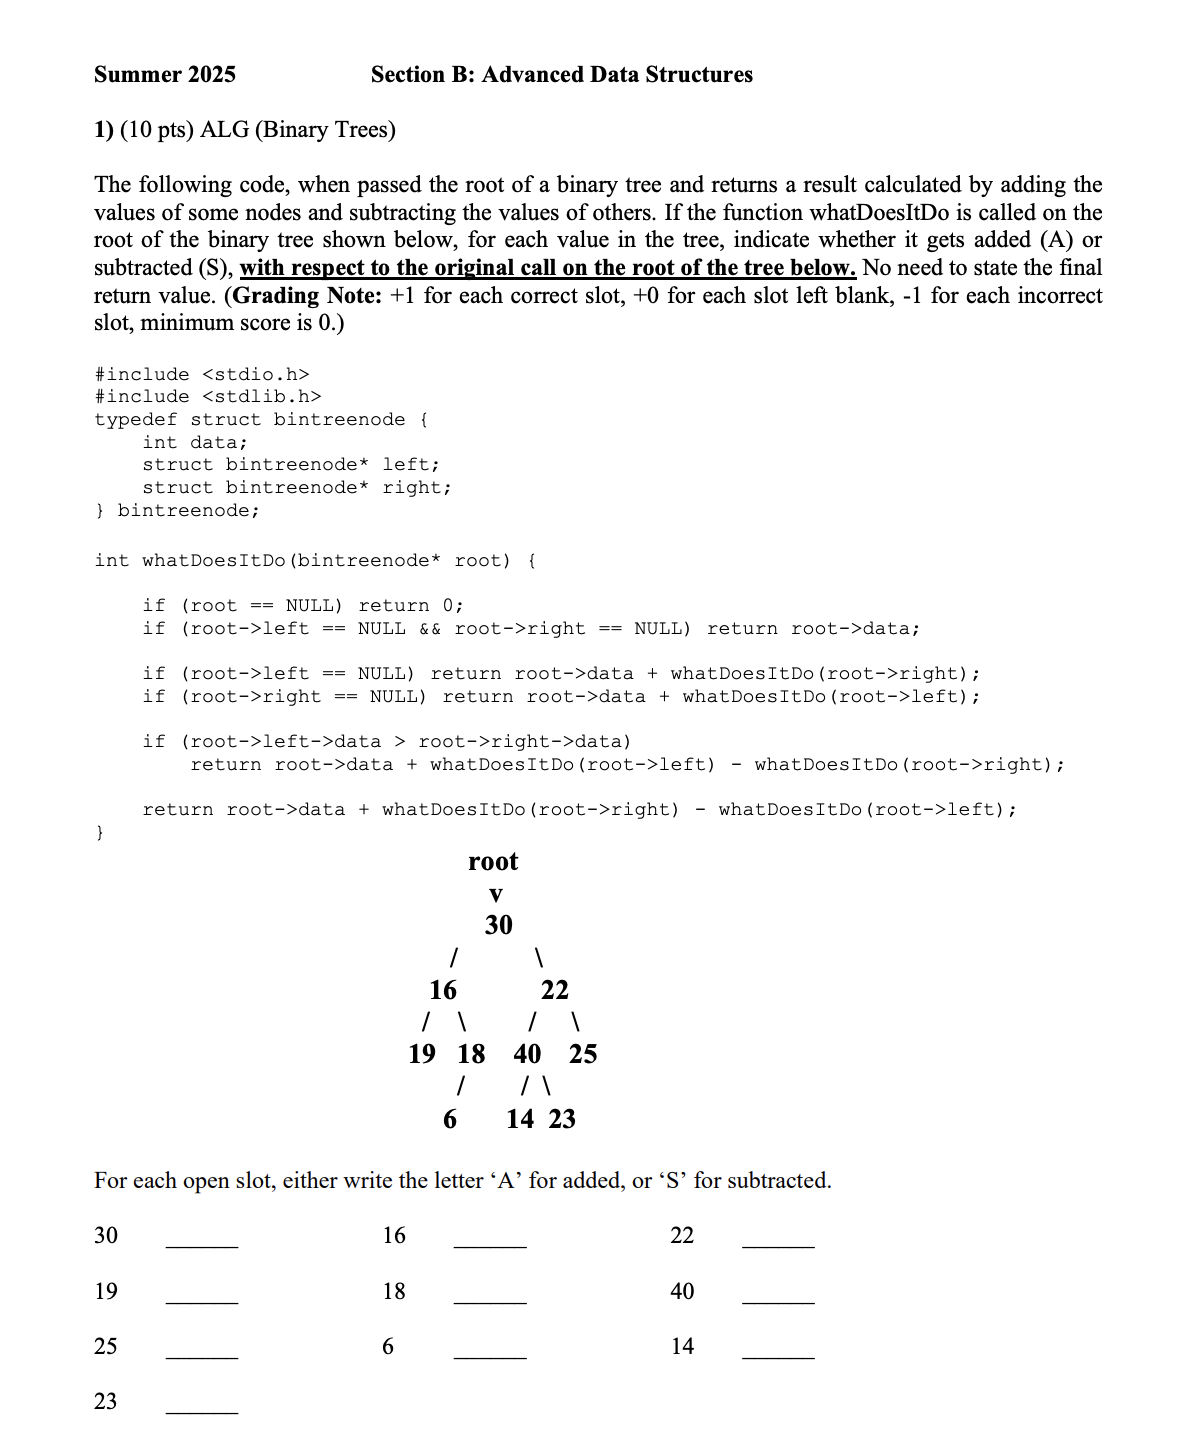 Summer 2025 Section B: Advanced Data Structures
1) (10 pts) ALG (Binary Trees)
The following code, when passed the root of a binary tree and returns a result calculated by adding the
values of some nodes and subtracting the values of others. If the function whatDoesItDo is called on the
root of the binary tree shown below, for each value in the tree, indicate whether it gets added (A) or
subtracted (S), with respect to the original call on the root of the tree below. No need to state the final
return value. (Grading Note: +1 for each correct slot, +0 for each slot left blank, -1 for each incorrect
slot, minimum score is 0.)
#include <stdio.h>
#include <stdlib.h>
typedef struct bintreenode {
    int data;
    struct bintreenode* left;
    struct bintreenode* right;
} bintreenode;
int whatDoesItDo(bintreenode* root) {
    if (root == NULL) return 0;
    if (root->left == NULL && root->right == NULL) return root->data;
    if (root->left == NULL) return root->data + whatDoesItDo(root->right);
    if (root->right == NULL) return root->data + whatDoesItDo(root->left);
    if (root->left->data > root->right->data)
        return root->data + whatDoesItDo(root->left) - whatDoesItDo(root->right);
    return root->data + whatDoesItDo(root->right) - whatDoesItDo(root->left);
}
root
v
30
/ \
16 22
/ \ / \
19 18 40 25
/ / \
6 14 23
For each open slot, either write the letter ‘A’ for added, or ‘S’ for subtracted.
30 ______ 16 ______ 22 ______
19 ______ 18 ______ 40 ______
25 ______ 6 ______ 14 ______
23 ______